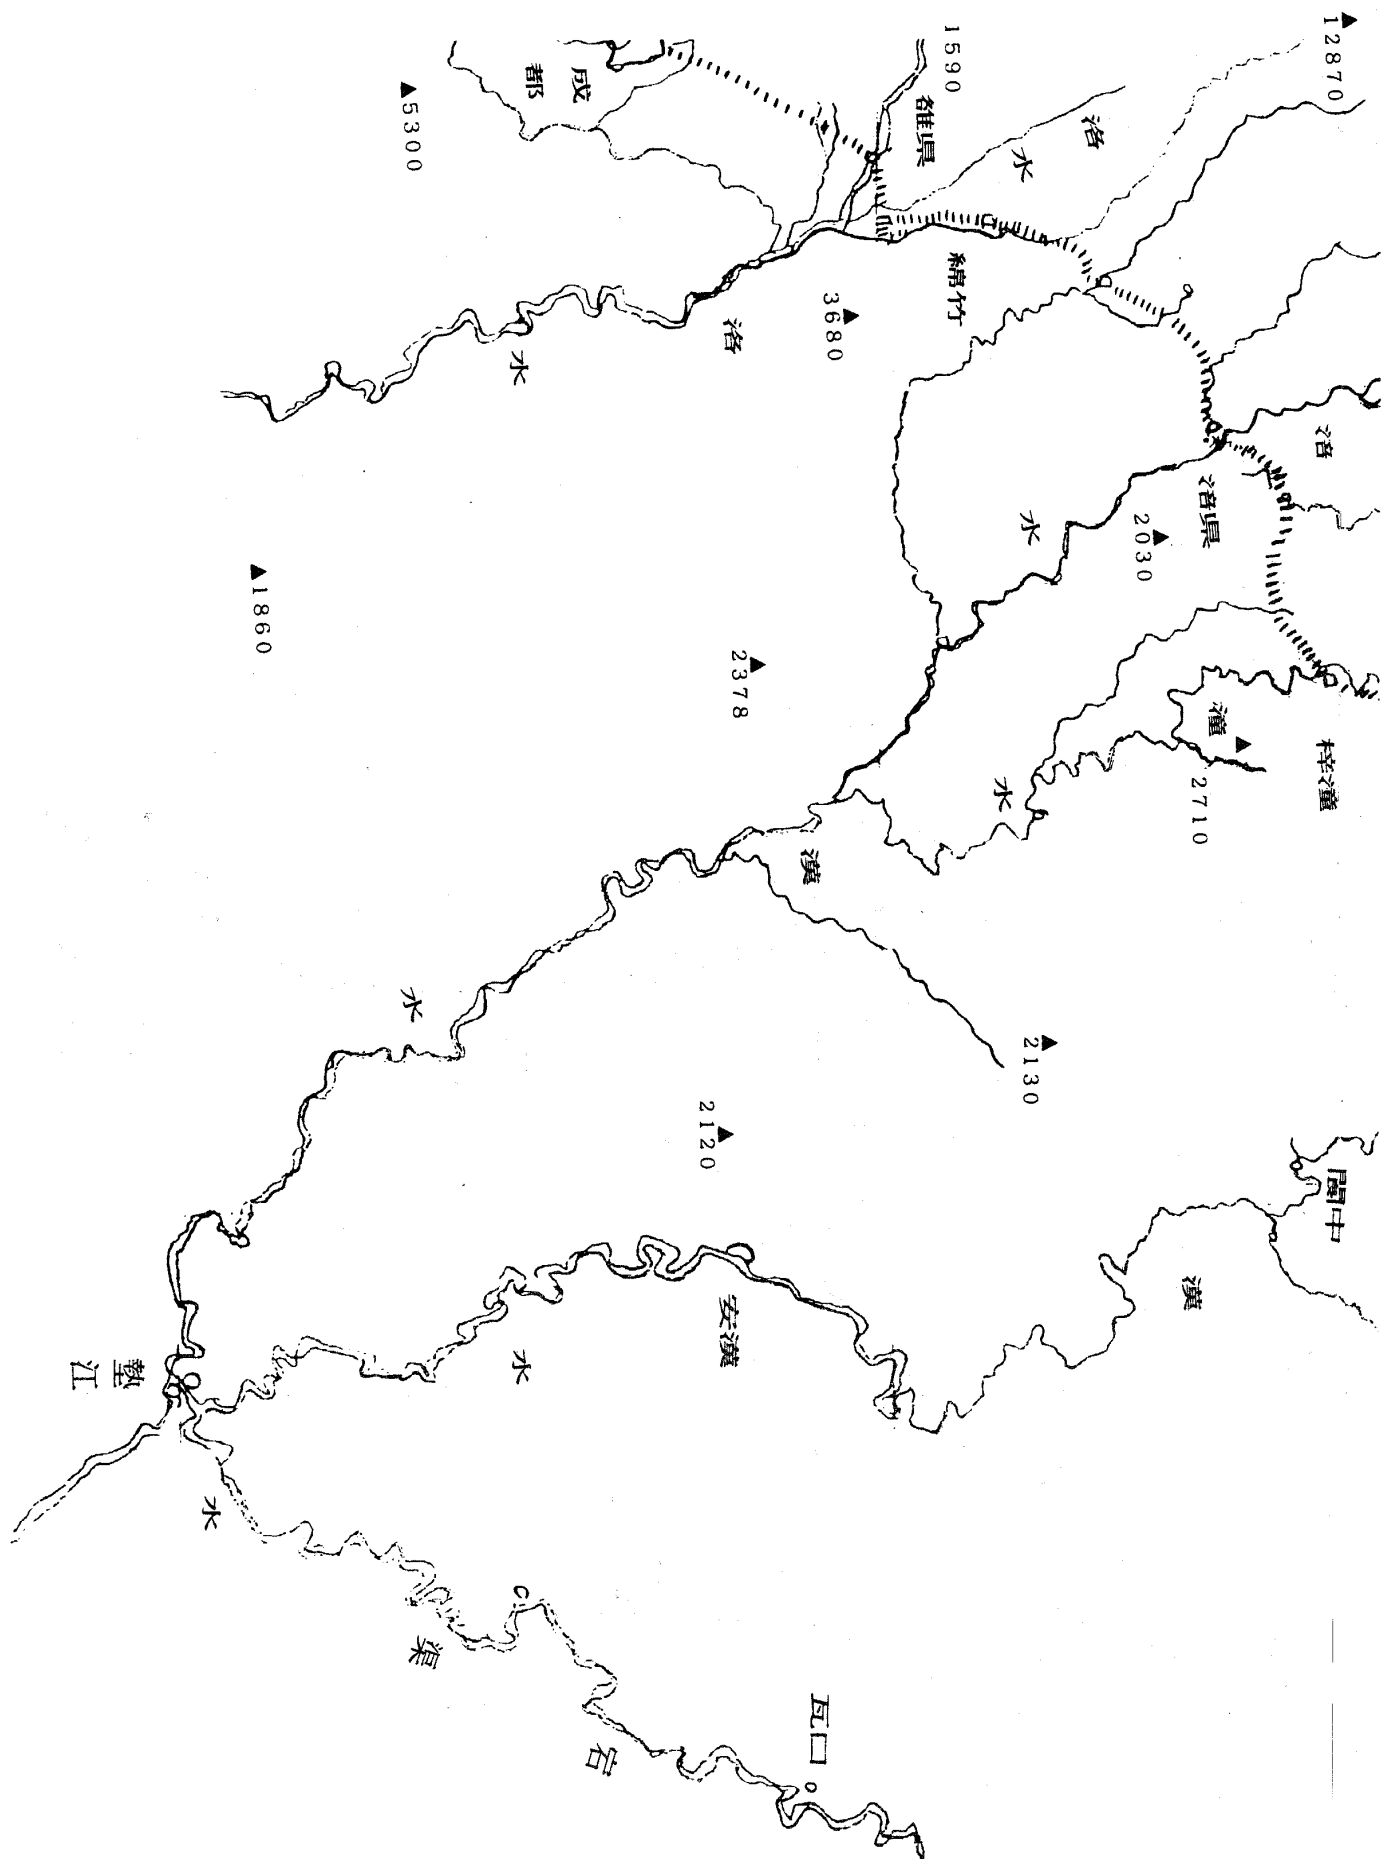 12870
1590
雒県
洛
水
成
都
5300
綿竹
3680
洛
水
涪
水
涪県
2030
梓潼
潼
水
2710
1860
2378
漢
水
2130
2120
閬中
漢
安漢
水
墊
江
瓦口
宕
渠
水